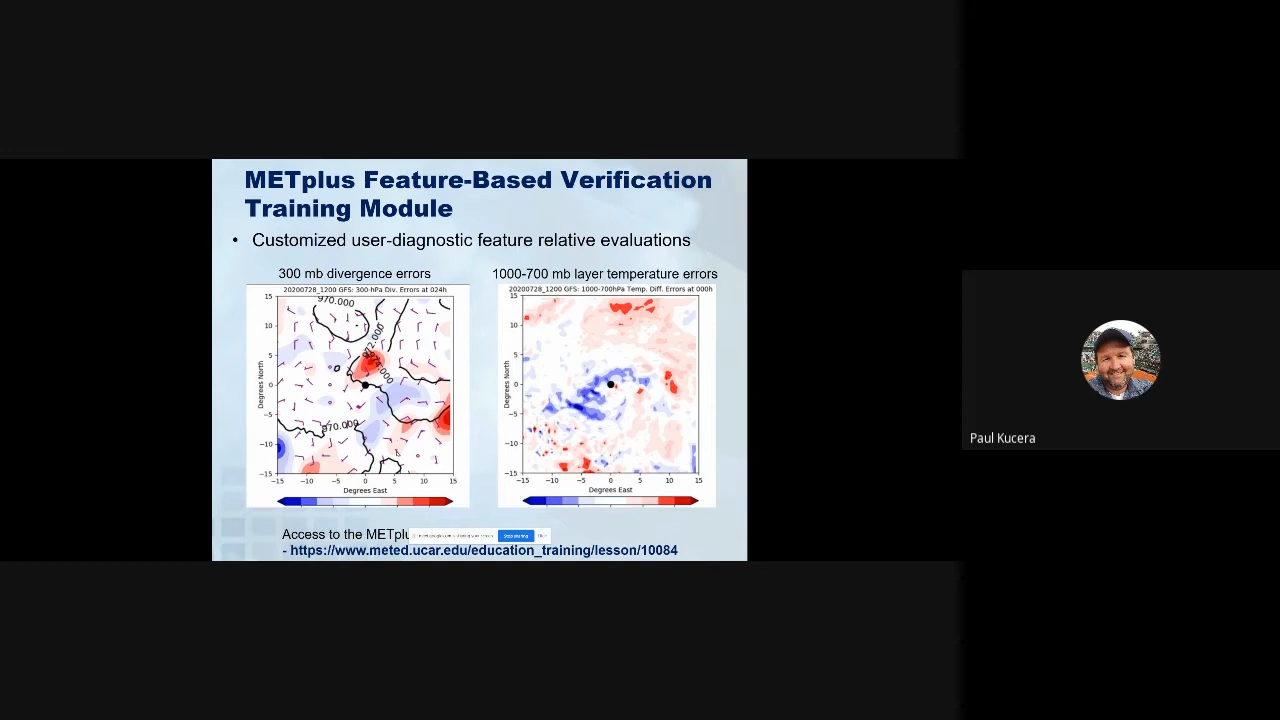 METplus Feature-Based Verification
Training Module
• Customized user-diagnostic feature relative evaluations
300 mb divergence errors
1000-700 mb layer temperature errors
20200728_1200 GFS: 300-hPa Div. Errors at 024h
20200728_1200 GFS: 1000-700hPa Temp. Diff. Errors at 000h
15
10
5
0
−5
−10
−15
Degrees North
970.000
972.000
970.000
−15 −10 −5 0 5 10 15
Degrees East
15
10
5
0
−5
−10
−15
Degrees North
−15 −10 −5 0 5 10 15
Degrees East
Access to the METplu
Stop sharing
- https://www.meted.ucar.edu/education_training/lesson/10084
Paul Kucera